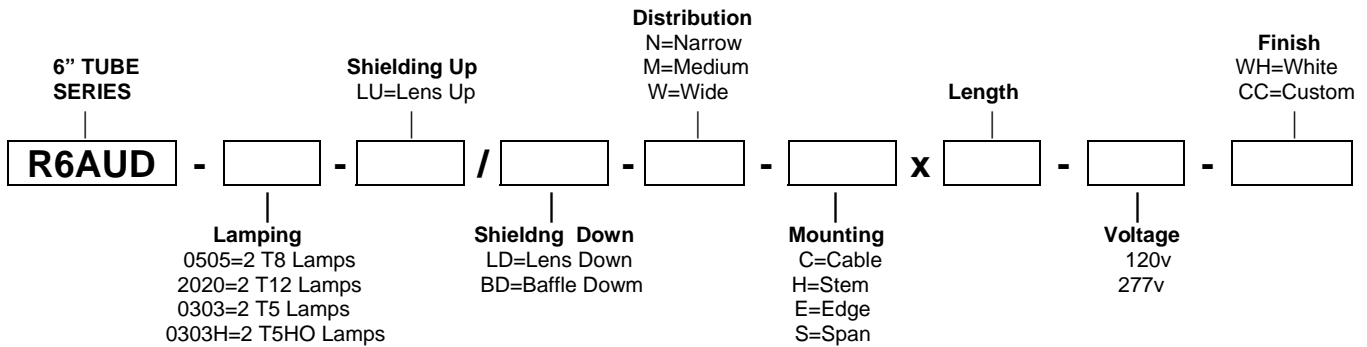 Distribution
N=Narrow
M=Medium
W=Wide
6” TUBE
SERIES
Shielding Up
LU=Lens Up
Length
Finish
WH=White
CC=Custom
R6AUD - - / - - x - -
Lamping
0505=2 T8 Lamps
2020=2 T12 Lamps
0303=2 T5 Lamps
0303H=2 T5HO Lamps
Shieldng Down
LD=Lens Down
BD=Baffle Dowm
Mounting
C=Cable
H=Stem
E=Edge
S=Span
Voltage
120v
277v